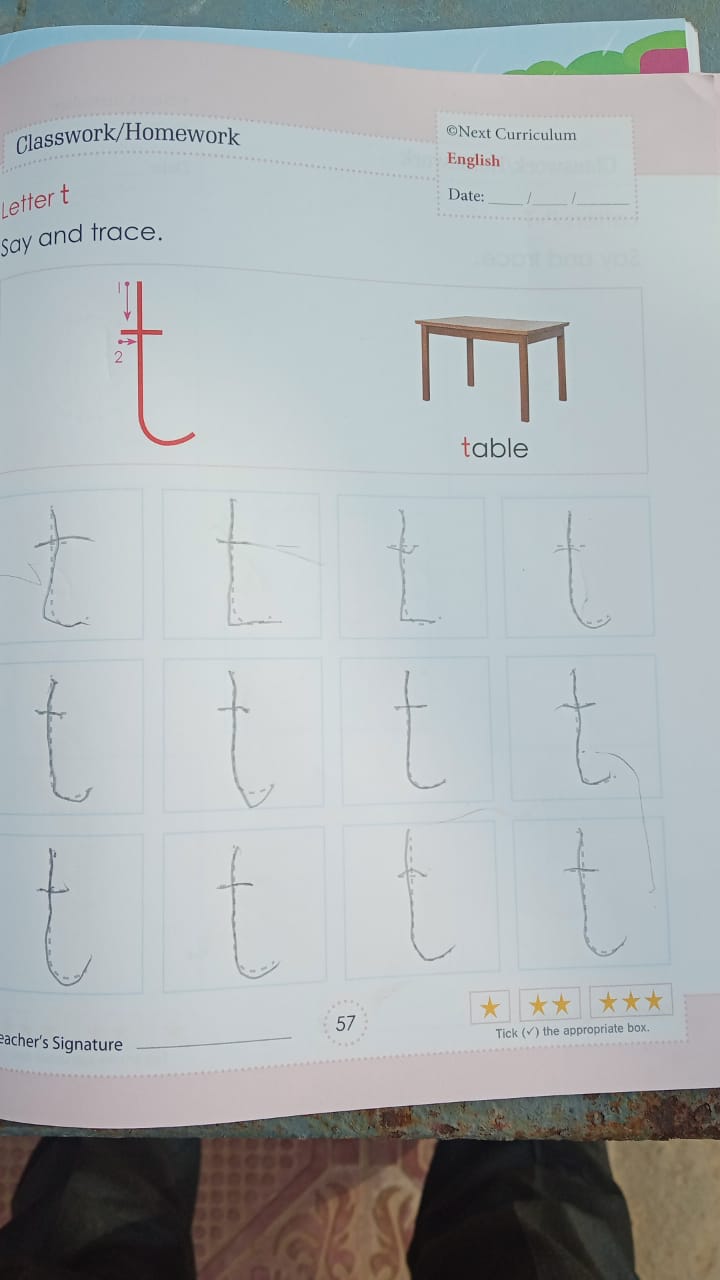 Classwork/Homework
©Next Curriculum
English
Date: ____/____/______
Letter t
Say and trace.
1
2
t
table
t t t t
t t t t
t t t t
57
Tick (✓) the appropriate box.
eacher's Signature